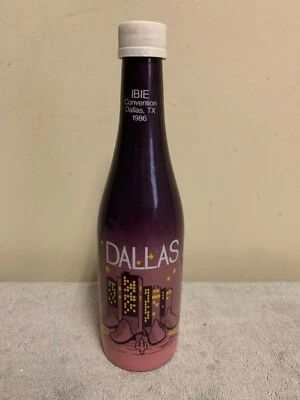 IBIE
Convention
Dallas, TX
1986
DALLAS